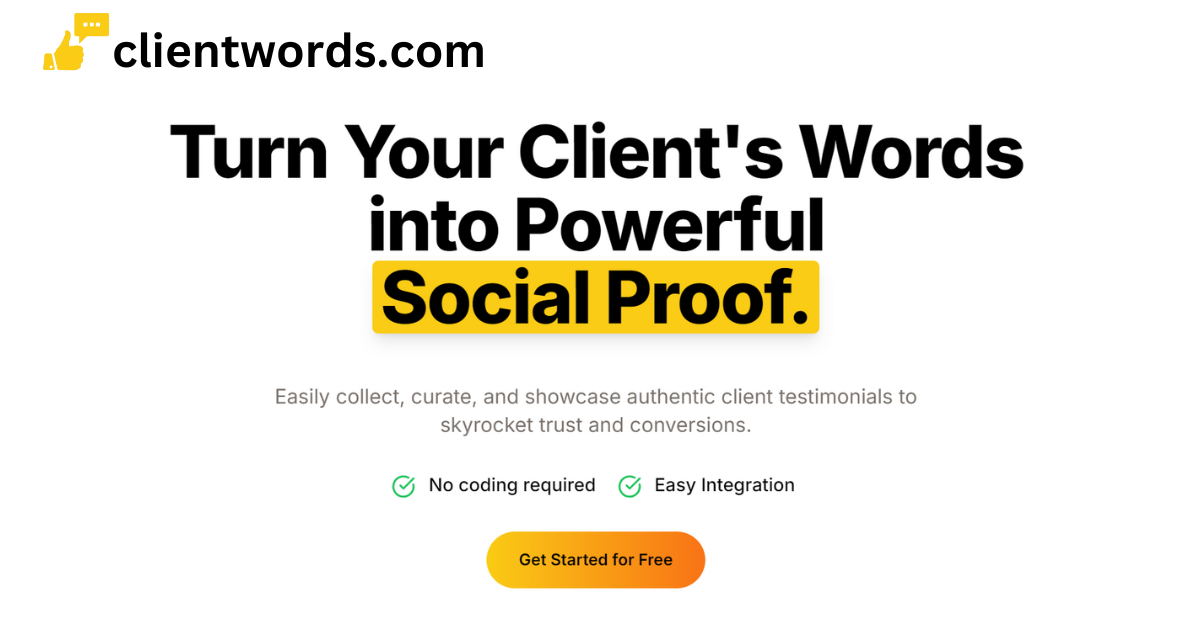 clientwords.com
Turn Your Client's Words
into Powerful
Social Proof.
Easily collect, curate, and showcase authentic client testimonials to
skyrocket trust and conversions.
No coding required Easy Integration
Get Started for Free